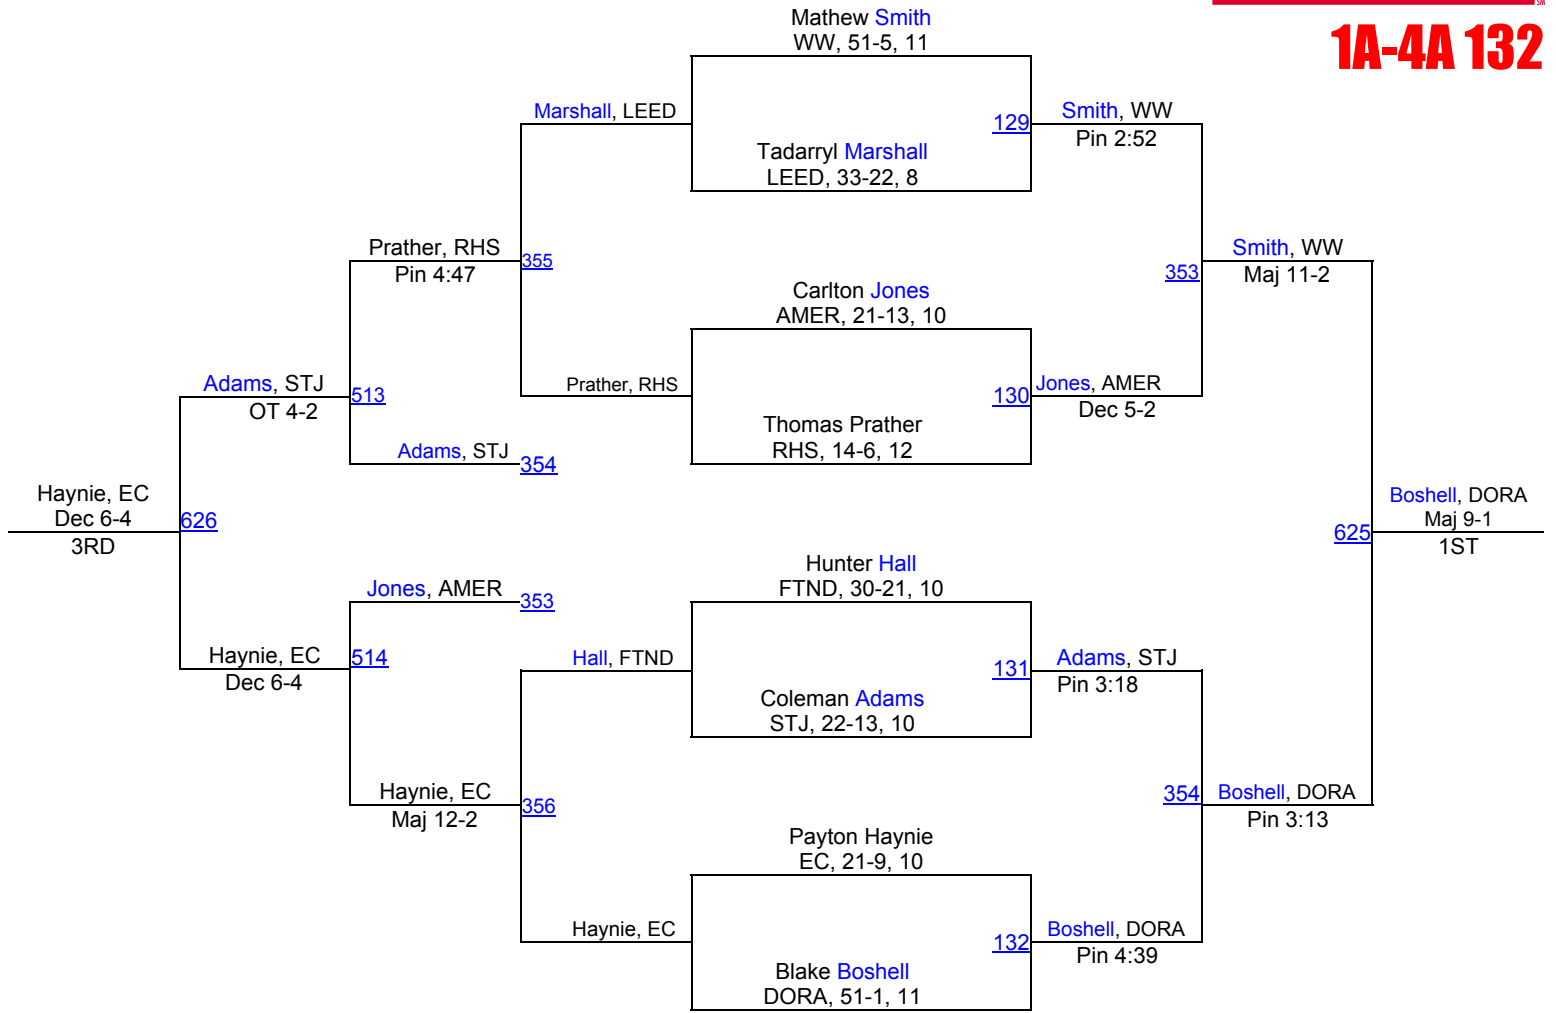 SM
1A-4A 132
Mathew Smith
WW, 51-5, 11
Marshall, LEED
129
Smith, WW
Pin 2:52
Tadarryl Marshall
LEED, 33-22, 8
Prather, RHS
Pin 4:47
355
Smith, WW
Maj 11-2
353
Carlton Jones
AMER, 21-13, 10
Adams, STJ
OT 4-2
513
Prather, RHS
130
Jones, AMER
Dec 5-2
Thomas Prather
RHS, 14-6, 12
Adams, STJ
354
Haynie, EC
Dec 6-4
3RD
626
Boshell, DORA
Maj 9-1
1ST
625
Hunter Hall
FTND, 30-21, 10
Jones, AMER
353
Haynie, EC
Dec 6-4
514
Hall, FTND
131
Adams, STJ
Pin 3:18
Coleman Adams
STJ, 22-13, 10
Haynie, EC
Maj 12-2
356
354
Boshell, DORA
Pin 3:13
Payton Haynie
EC, 21-9, 10
Haynie, EC
132
Boshell, DORA
Pin 4:39
Blake Boshell
DORA, 51-1, 11